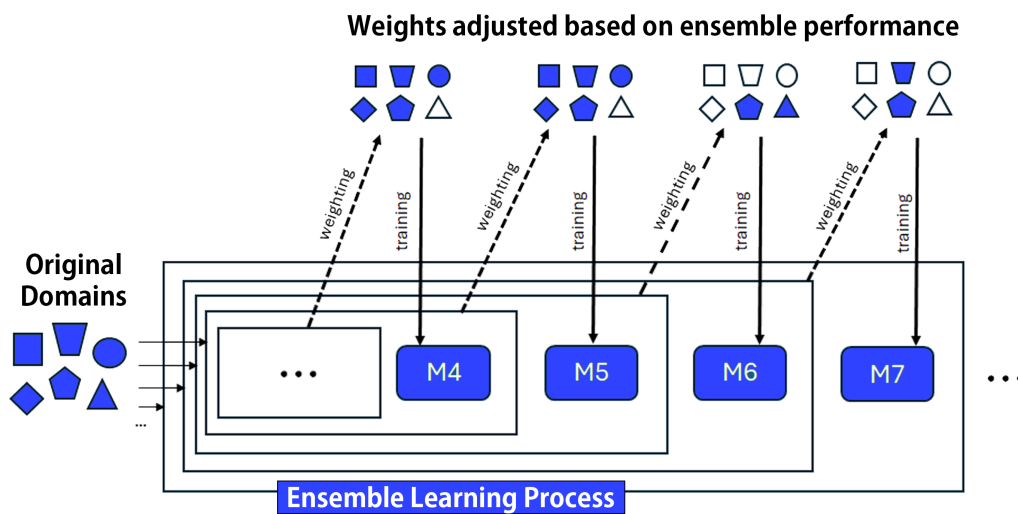 Weights adjusted based on ensemble performance
weighting
training
weighting
training
weighting
training
weighting
training
Original
Domains
...
M4
M5
M6
M7
...
...
Ensemble Learning Process